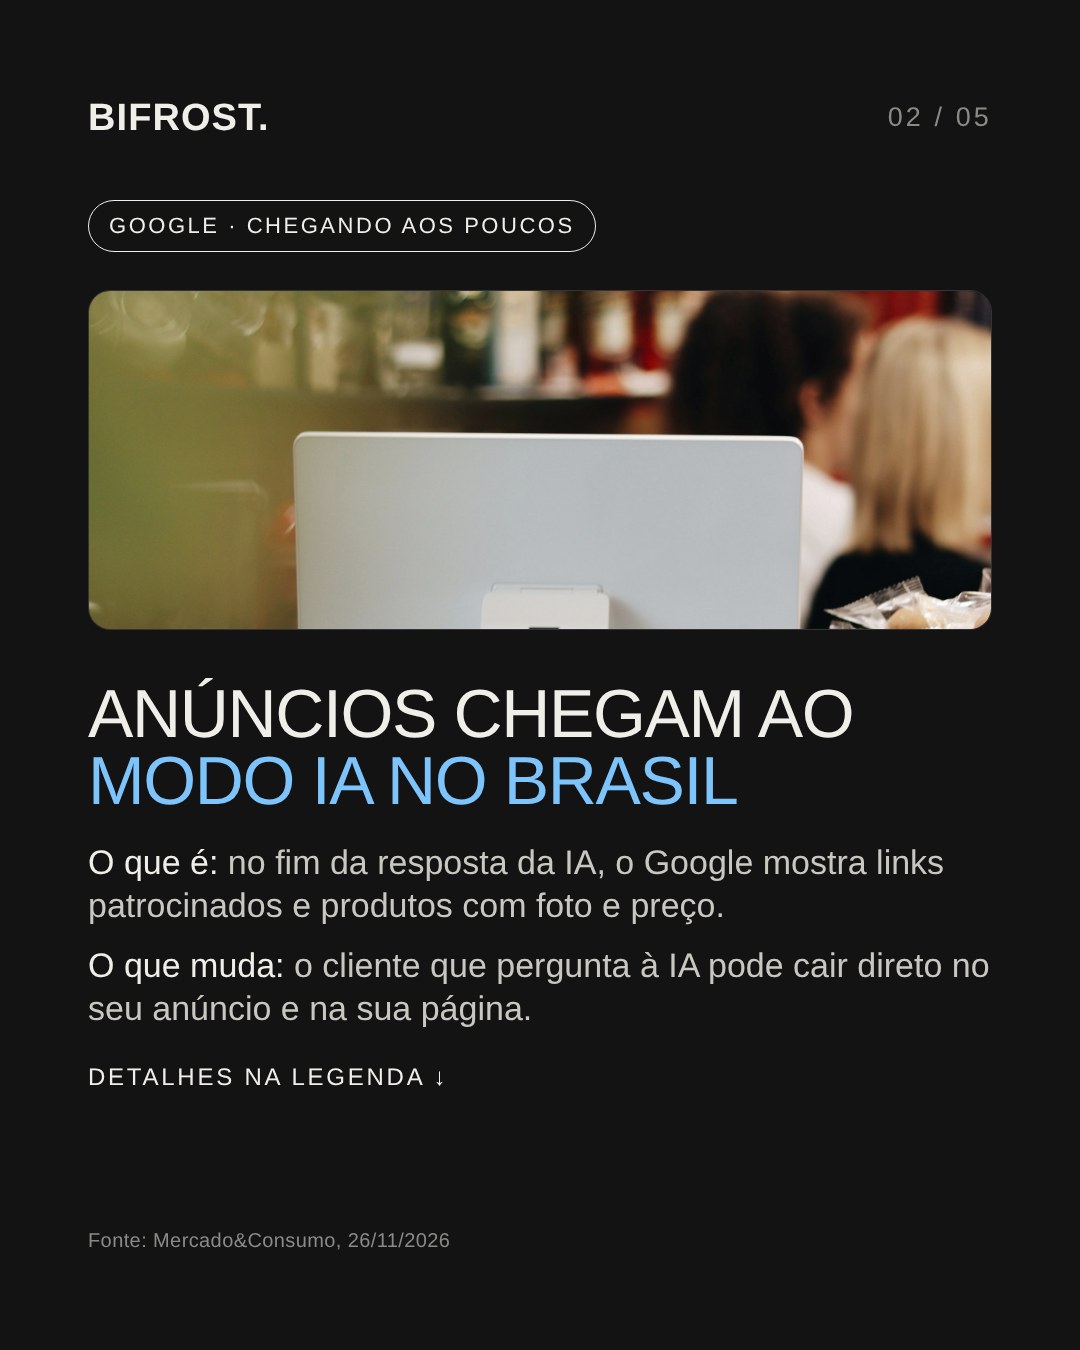 BIFROST.
02 / 05
GOOGLE · CHEGANDO AOS POUCOS
ANÚNCIOS CHEGAM AO
MODO IA NO BRASIL
O que é: no fim da resposta da IA, o Google mostra links
patrocinados e produtos com foto e preço.
O que muda: o cliente que pergunta à IA pode cair direto no
seu anúncio e na sua página.
DETALHES NA LEGENDA ↓
Fonte: Mercado&Consumo, 26/11/2026